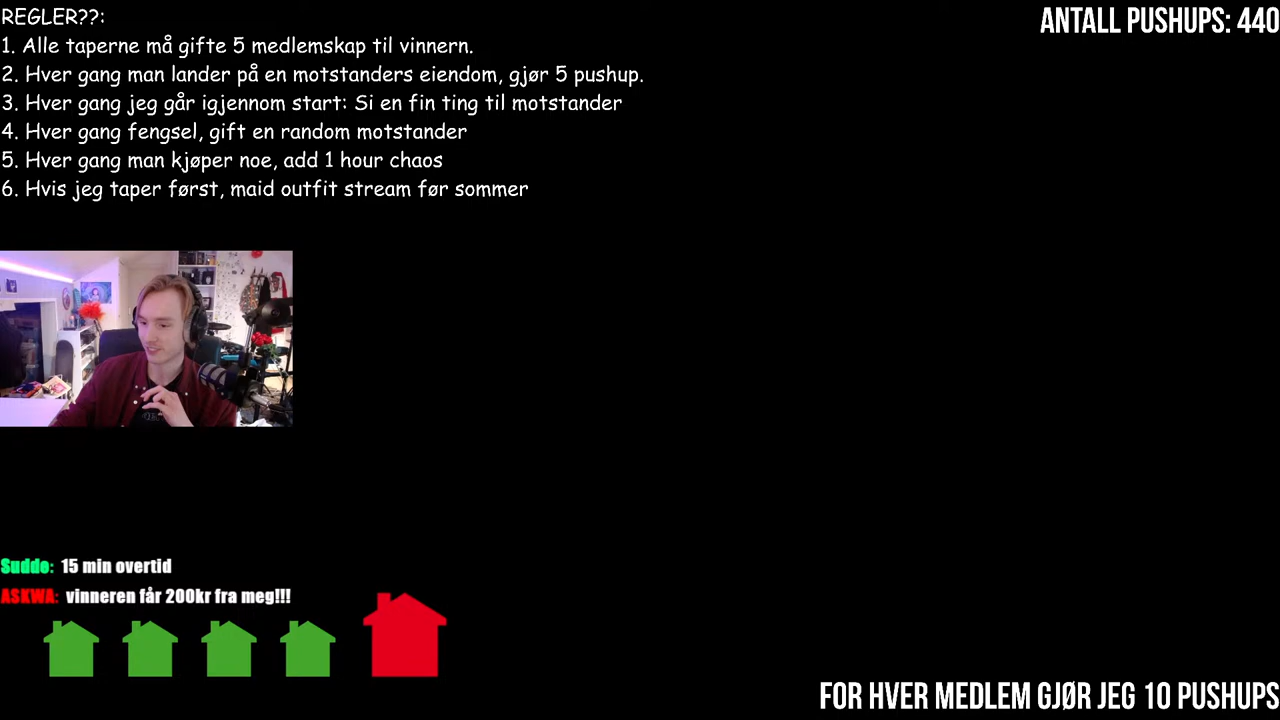 REGLER??:
ANTALL PUSHUPS: 440
1. Alle taperne må gifte 5 medlemskap til vinnern.
2. Hver gang man lander på en motstanders eiendom, gjør 5 pushup.
3. Hver gang jeg går igjennom start: Si en fin ting til motstander
4. Hver gang fengsel, gift en random motstander
5. Hver gang man kjøper noe, add 1 hour chaos
6. Hvis jeg taper først, maid outfit stream før sommer
Sudde: 15 min overtid
ASKWA: vinneren får 200kr fra meg!!!
FOR HVER MEDLEM GJØR JEG 10 PUSHUPS